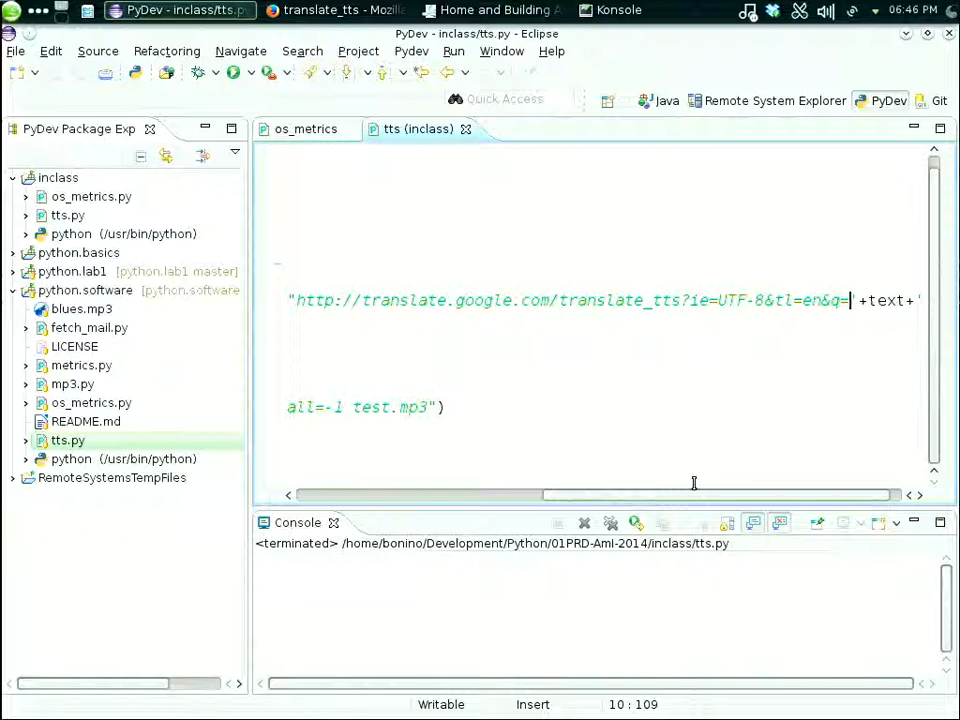 PyDev - inclass/tts.p
translate_tts - Mozill
Home and Building A
Konsole
06:46 PM
PyDev - inclass/tts.py - Eclipse
File Edit Source Refactoring Navigate Search Project Pydev Run Window Help
Quick Access
Java
Remote System Explorer
PyDev
Git
PyDev Package Exp
os_metrics
tts (inclass)
inclass
os_metrics.py
tts.py
python (/usr/bin/python)
python.basics
python.lab1 [python.lab1 master]
python.software [python.software
blues.mp3
fetch_mail.py
LICENSE
metrics.py
mp3.py
os_metrics.py
README.md
tts.py
python (/usr/bin/python)
RemoteSystemsTempFiles
"http://translate.google.com/translate_tts?ie=UTF-8&tl=en&q='+text+'
all=-1 test.mp3")
Console
<terminated> /home/bonino/Development/Python/01PRD-AmI-2014/inclass/tts.py
Writable
Insert
10 : 109